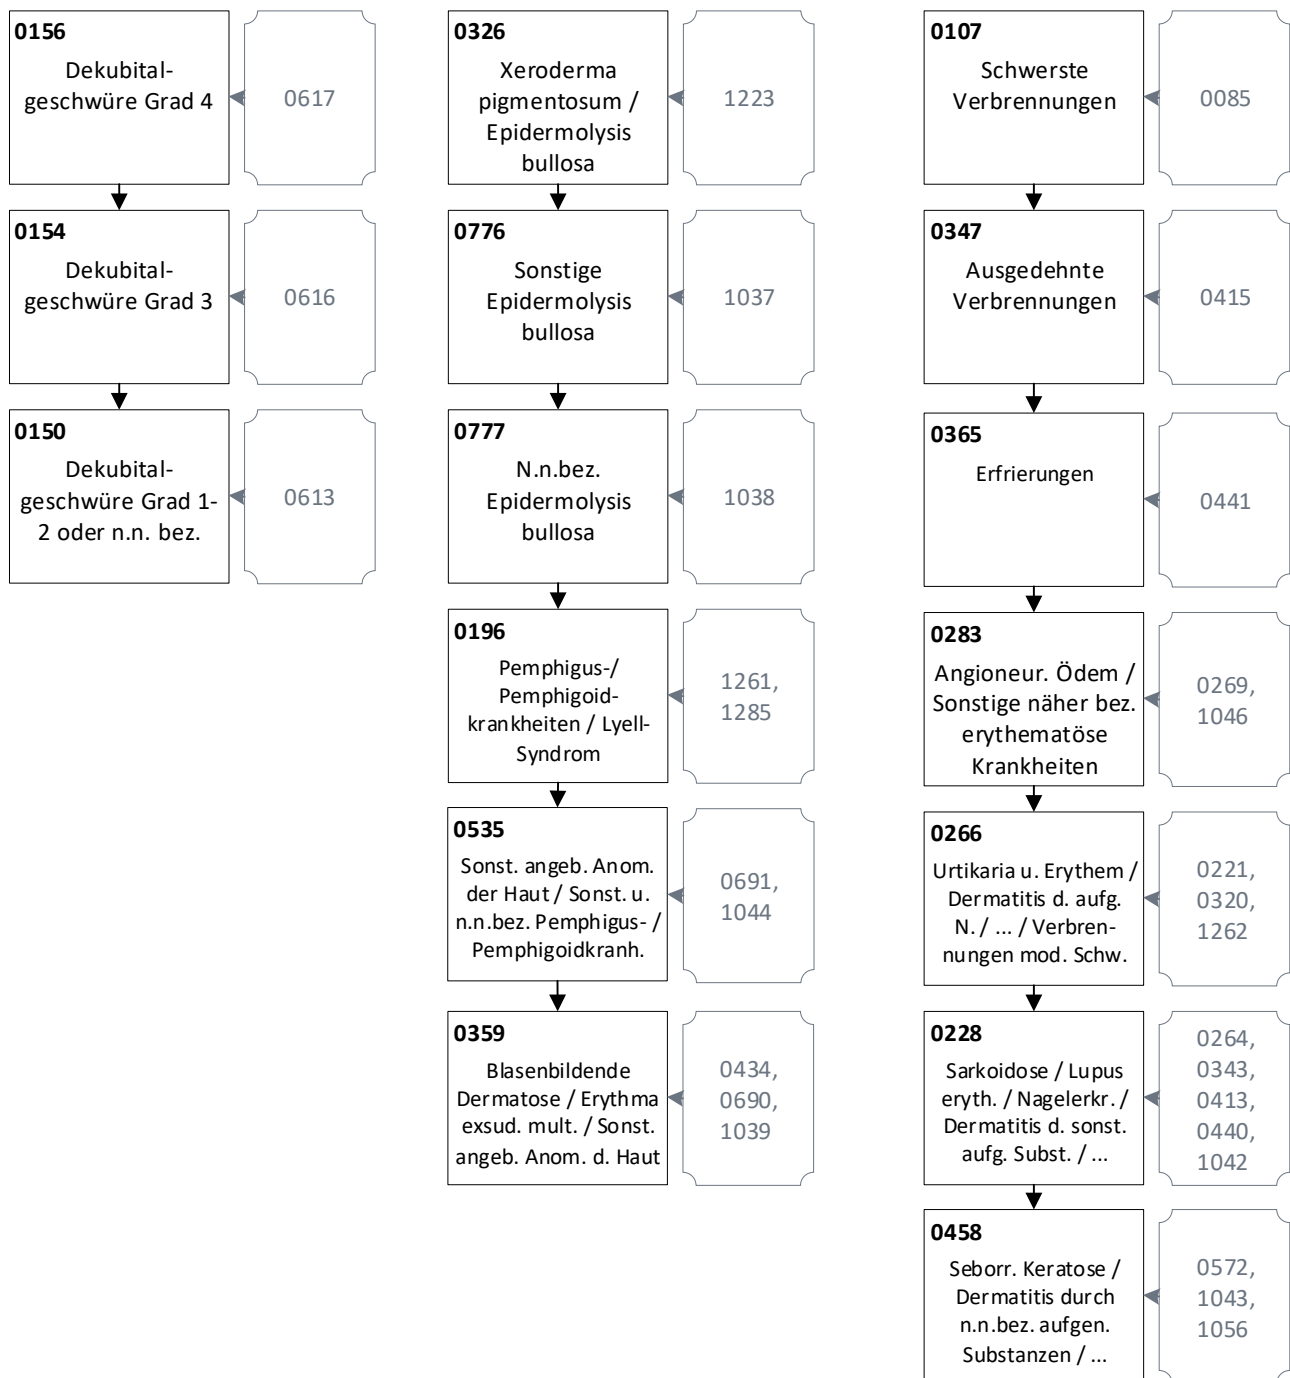 0156
Dekubital-
geschwüre Grad 4
0617
0154
Dekubital-
geschwüre Grad 3
0616
0150
Dekubital-
geschwüre Grad 1-
2 oder n.n. bez.
0613
0326
Xeroderma
pigmentosum /
Epidermolysis
bullosa
1223
0776
Sonstige
Epidermolysis
bullosa
1037
0777
N.n.bez.
Epidermolysis
bullosa
1038
0196
Pemphigus-/
Pemphigoid-
krankheiten / Lyell-
Syndrom
1261,
1285
0535
Sonst. angeb. Anom.
der Haut / Sonst. u.
n.n.bez. Pemphigus- /
Pemphigoidkranh.
0691,
1044
0359
Blasenbildende
Dermatose / Erythma
exsud. mult. / Sonst.
angeb. Anom. d. Haut
0434,
0690,
1039
0107
Schwerste
Verbrennungen
0085
0347
Ausgedehnte
Verbrennungen
0415
0365
Erfrierungen
0441
0283
Angioneur. Ödem /
Sonstige näher bez.
erythematöse
Krankheiten
0269,
1046
0266
Urtikaria u. Erythem /
Dermatitis d. aufg.
N. / ... / Verbren-
nungen mod. Schw.
0221,
0320,
1262
0228
Sarkoidose / Lupus
eryth. / Nagelerkr. /
Dermatitis d. sonst.
aufg. Subst. / ...
0264,
0343,
0413,
0440,
1042
0458
Seborr. Keratose /
Dermatitis durch
n.n.bez. aufgen.
Substanzen / ...
0572,
1043,
1056